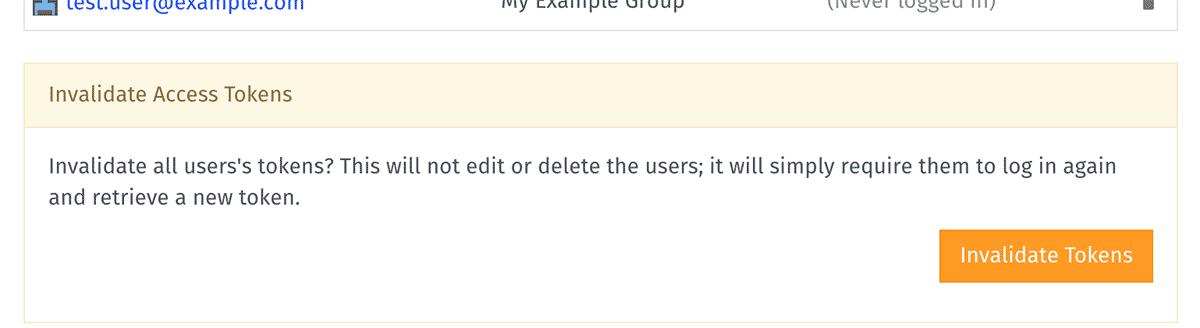 test.user@example.com My Example Group (Never logged in)
Invalidate Access Tokens
Invalidate all users's tokens? This will not edit or delete the users; it will simply require them to log in again
and retrieve a new token.
Invalidate Tokens